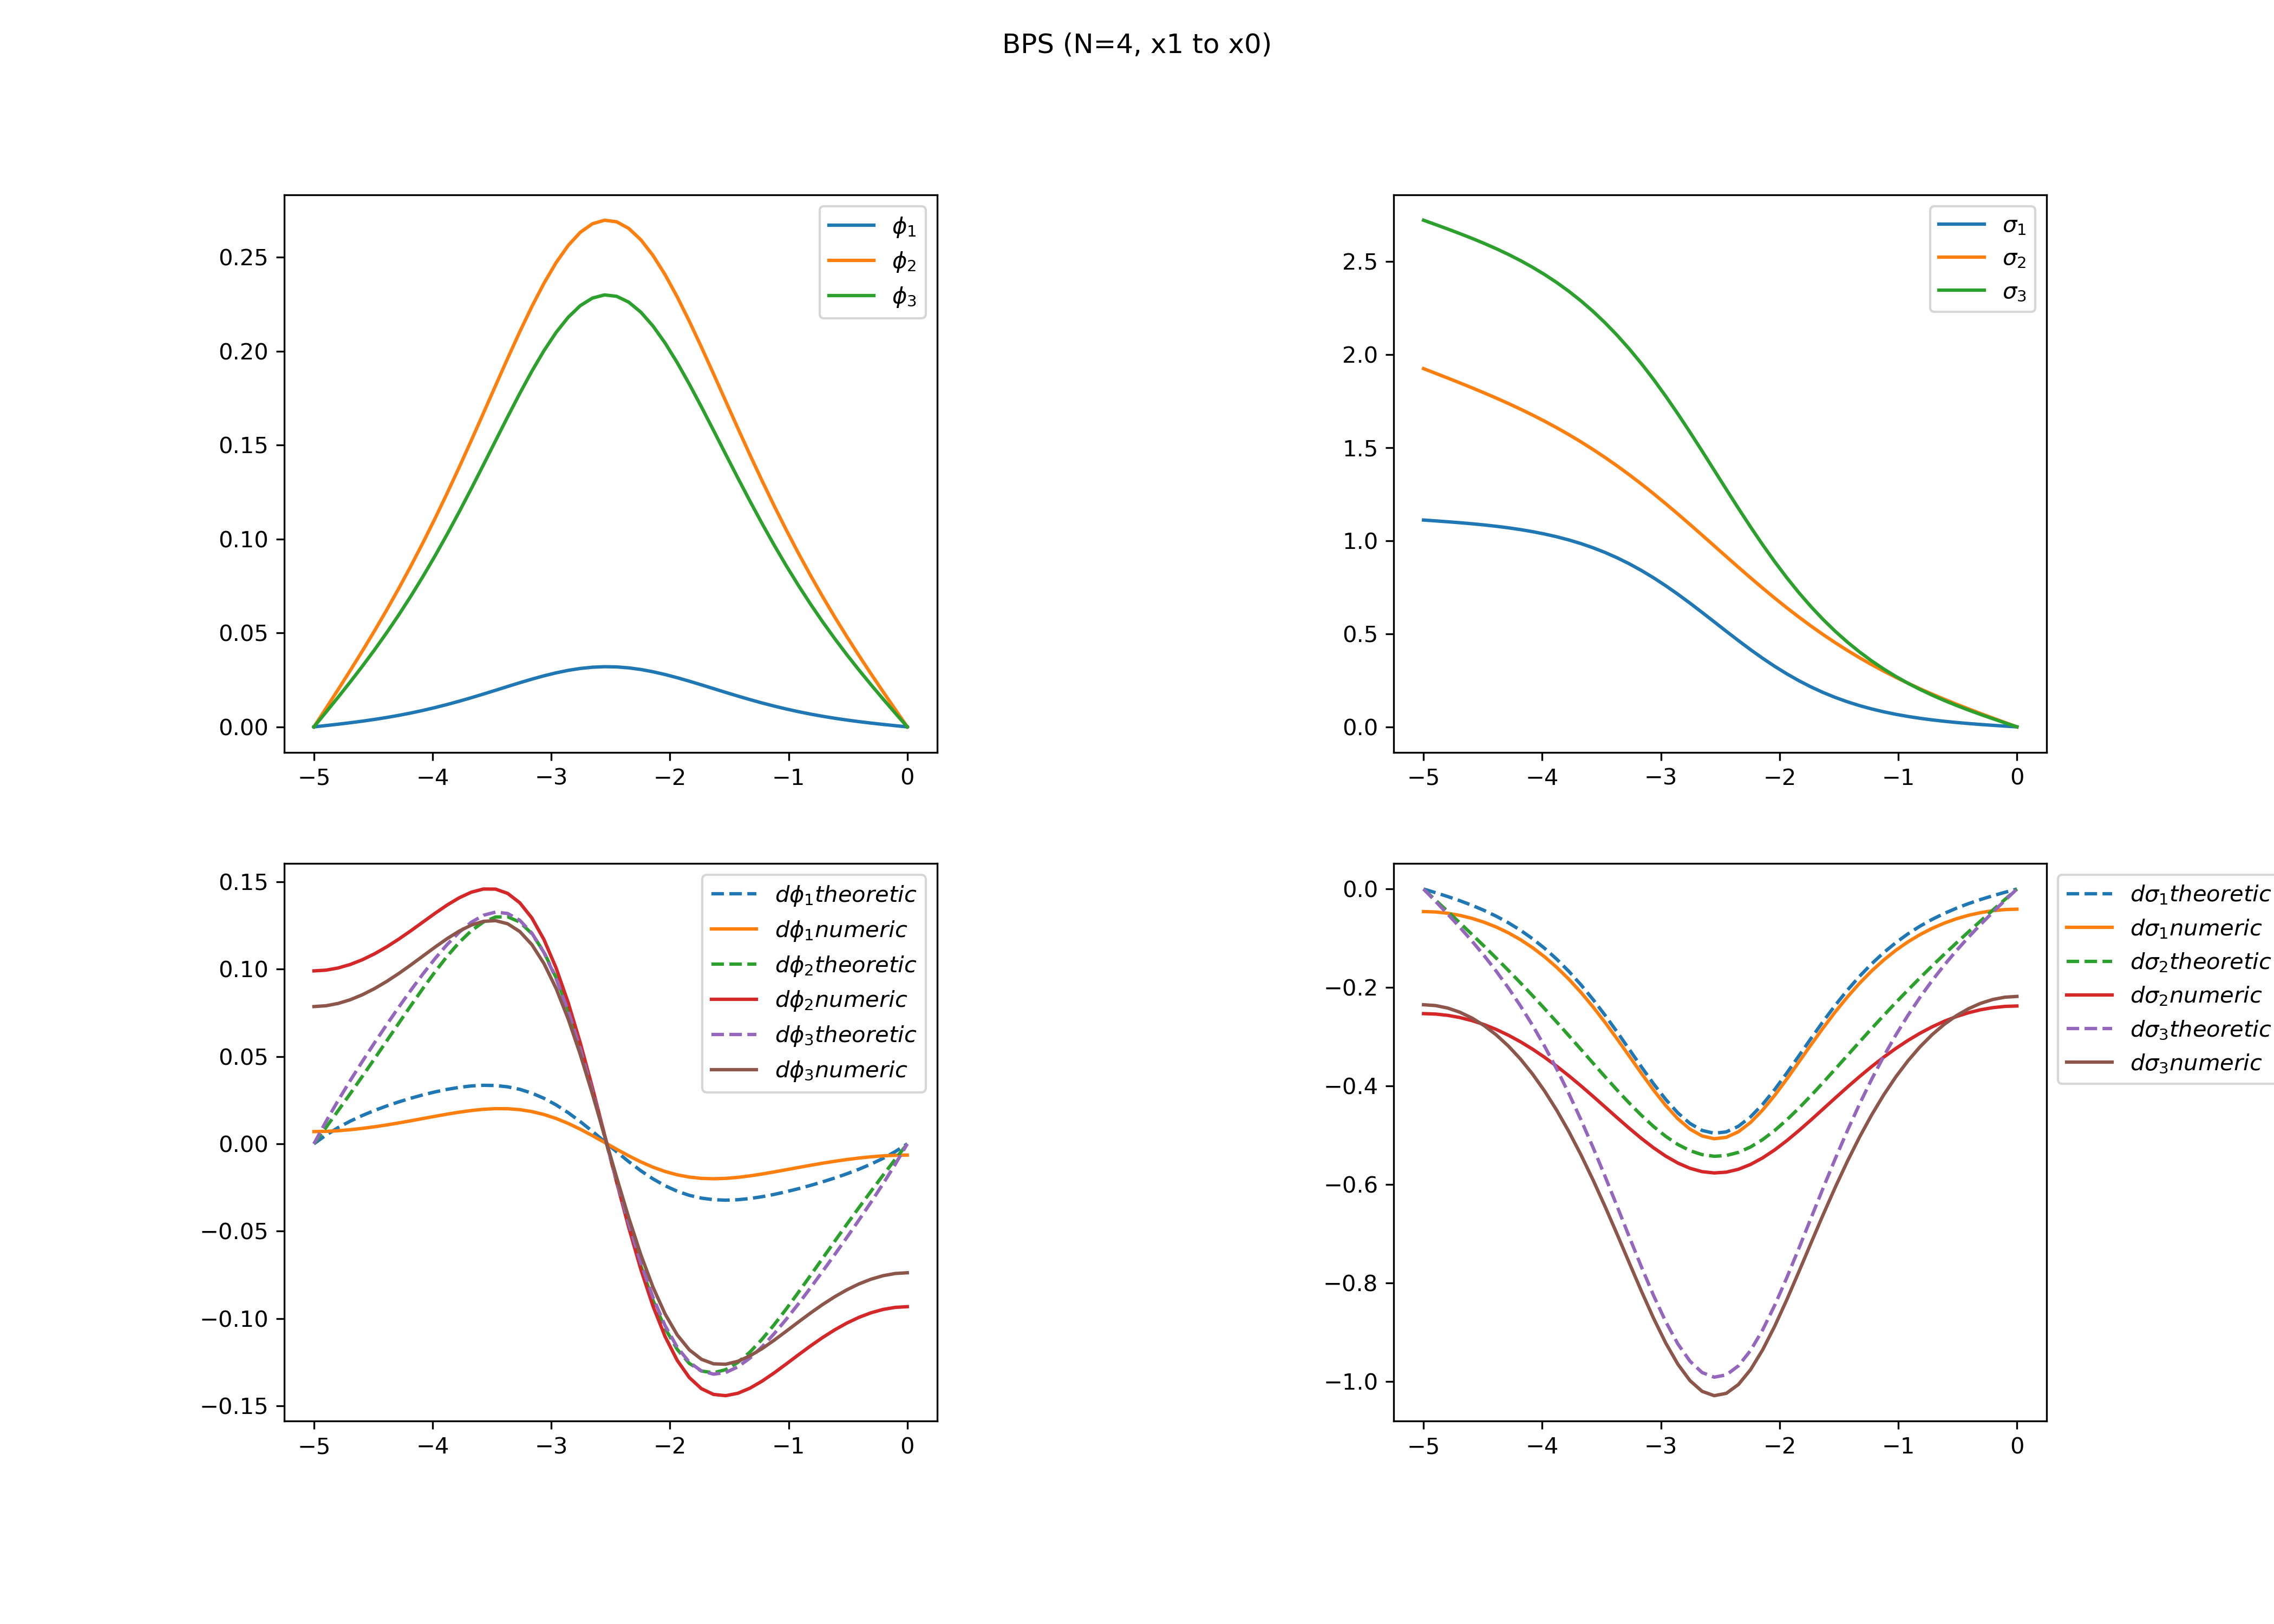 BPS (N=4, x1 to x0)
ϕ₁
ϕ₂
ϕ₃
0.25
0.20
0.15
0.10
0.05
0.00
−5 −4 −3 −2 −1 0
σ₁
σ₂
σ₃
2.5
2.0
1.5
1.0
0.5
0.0
−5 −4 −3 −2 −1 0
dϕ₁theoretic
dϕ₁numeric
dϕ₂theoretic
dϕ₂numeric
dϕ₃theoretic
dϕ₃numeric
0.15
0.10
0.05
0.00
−0.05
−0.10
−0.15
−5 −4 −3 −2 −1 0
dσ₁theoretic
dσ₁numeric
dσ₂theoretic
dσ₂numeric
dσ₃theoretic
dσ₃numeric
0.0
−0.2
−0.4
−0.6
−0.8
−1.0
−5 −4 −3 −2 −1 0